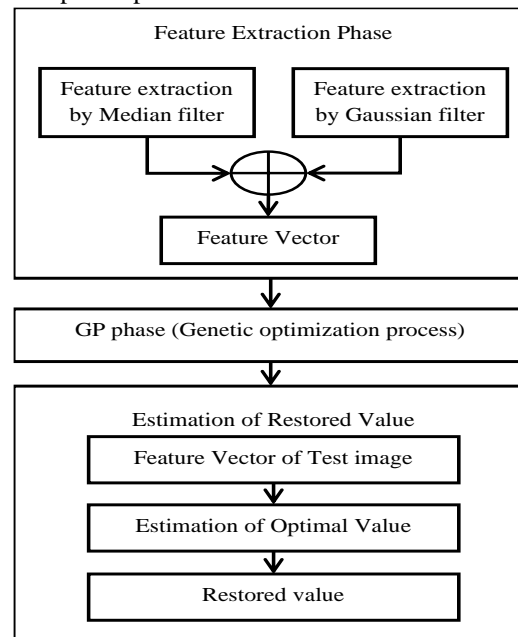 Feature Extraction Phase
Feature extraction
by Median filter
Feature extraction
by Gaussian filter
Feature Vector
GP phase (Genetic optimization process)
Estimation of Restored Value
Feature Vector of Test image
Estimation of Optimal Value
Restored value